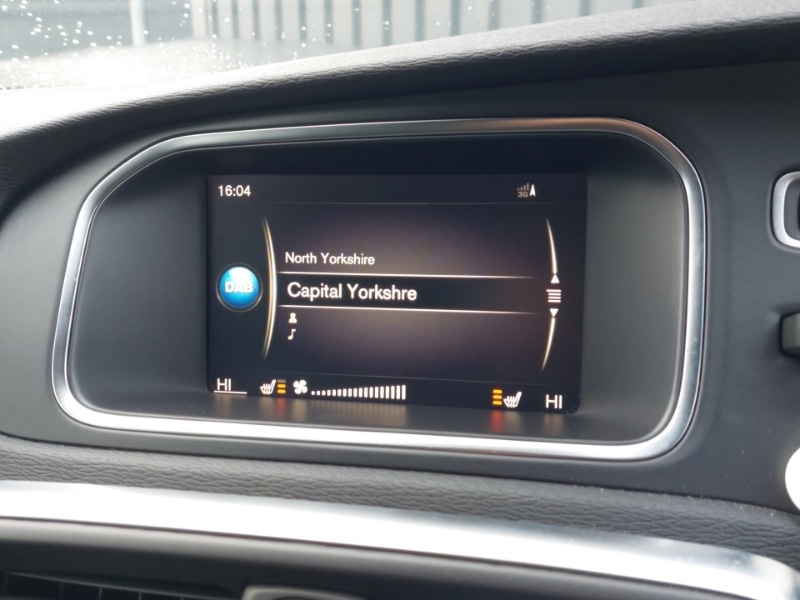 16:04
3G
North Yorkshire
DAB
Capital Yorkshre
HI HI